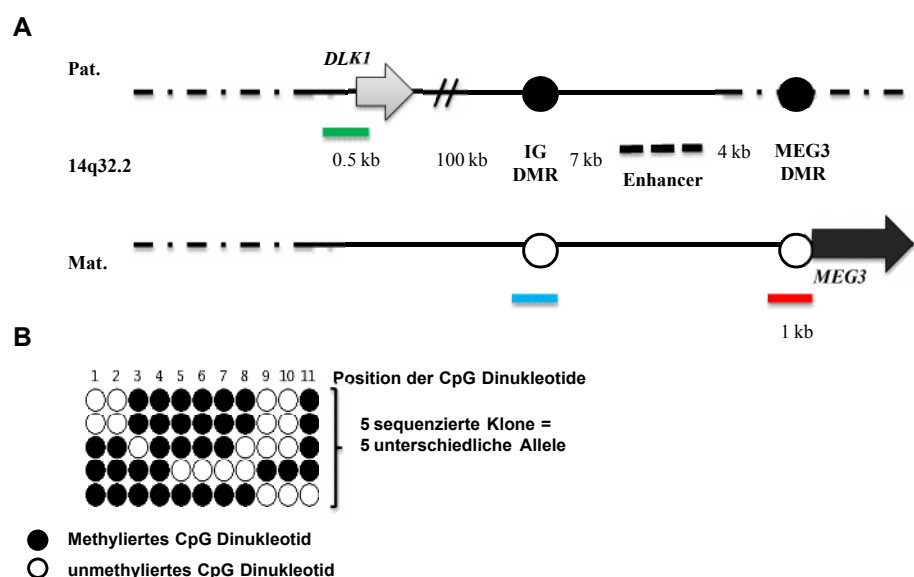 A
DLK1
Pat.
14q32.2
0.5 kb
100 kb
IG
DMR
7 kb
Enhancer
4 kb
MEG3
DMR
Mat.
MEG3
1 kb
B
1 2 3 4 5 6 7 8 9 10 11 Position der CpG Dinukleotide
5 sequenzierte Klone =
5 unterschiedliche Allele
Methyliertes CpG Dinukleotid
unmethyliertes CpG Dinukleotid